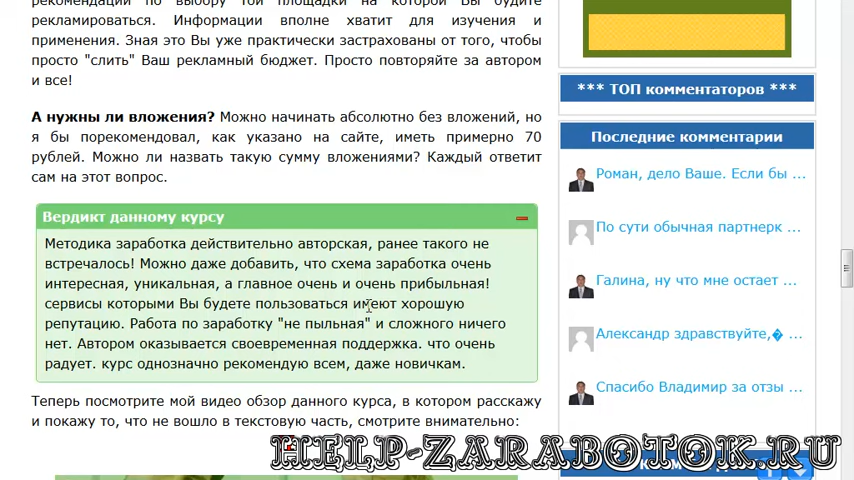 рекомендации по выбору той площадки на которой Вы будете
рекламироваться. Информации вполне хватит для изучения и
применения. Зная это Вы уже практически застрахованы от того, чтобы
просто "слить" Ваш рекламный бюджет. Просто повторяйте за автором
и все!
А нужны ли вложения? Можно начинать абсолютно без вложений, но
я бы порекомендовал, как указано на сайте, иметь примерно 70
рублей. Можно ли назвать такую сумму вложениями? Каждый ответит
сам на этот вопрос.
Вердикт данному курсу
Методика заработка действительно авторская, ранее такого не
встречалось! Можно даже добавить, что схема заработка очень
интересная, уникальная, а главное очень и очень прибыльная!
сервисы которыми Вы будете пользоваться имеют хорошую
репутацию. Работа по заработку "не пыльная" и сложного ничего
нет. Автором оказывается своевременная поддержка. что очень
радует. курс однозначно рекомендую всем, даже новичкам.
Теперь посмотрите мой видео обзор данного курса, в котором расскажу
и покажу то, что не вошло в текстовую часть, смотрите внимательно:
*** ТОП комментаторов ***
Последние комментарии
Роман, дело Ваше. Если бы ...
По сути обычная партнерк ...
Галина, ну что мне остает ...
Александр здравствуйте,� ...
Спасибо Владимир за отзы ...
HELP-ZARABOTOK.RU